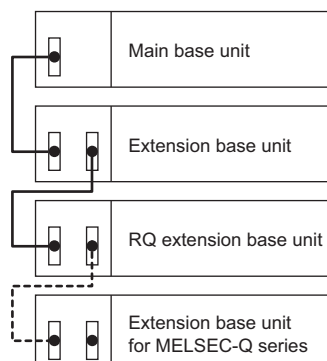 Main base unit
Extension base unit
RQ extension base unit
Extension base unit
for MELSEC-Q series